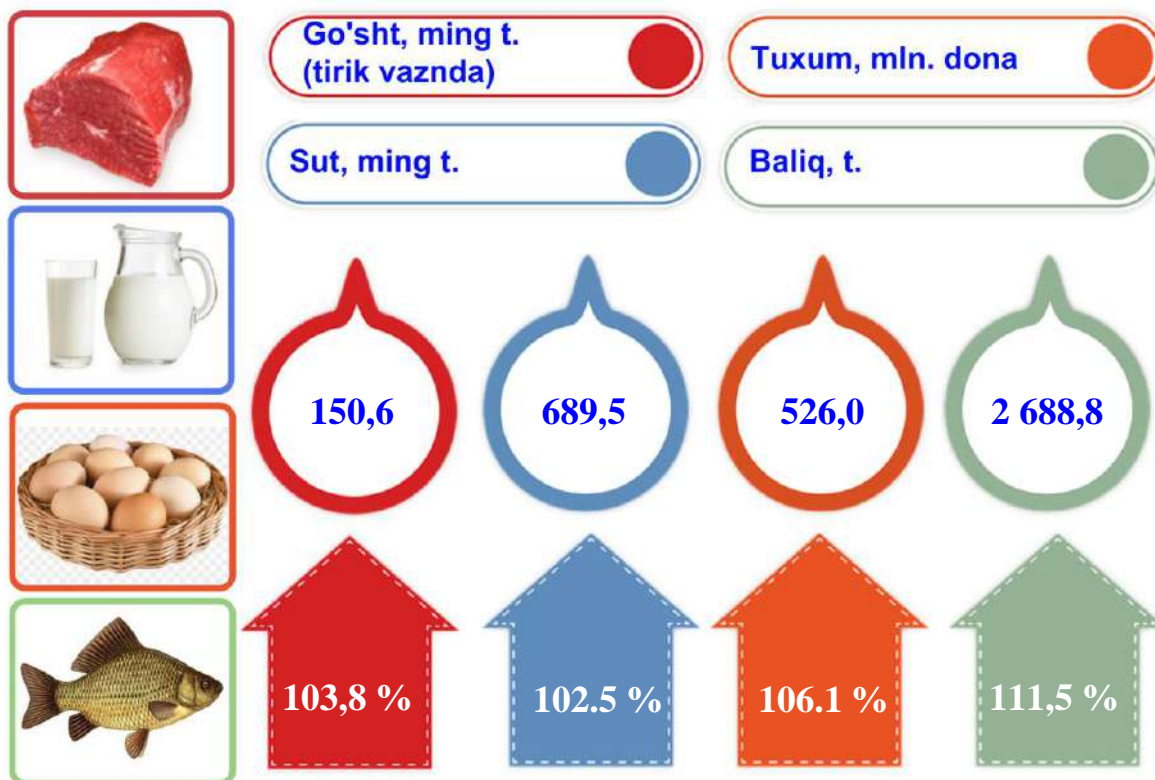 Go'sht, ming t.
(tirik vaznda)
Tuxum, mln. dona
Sut, ming t.
Baliq, t.
150,6
689,5
526,0
2 688,8
103,8 %
102.5 %
106.1 %
111,5 %